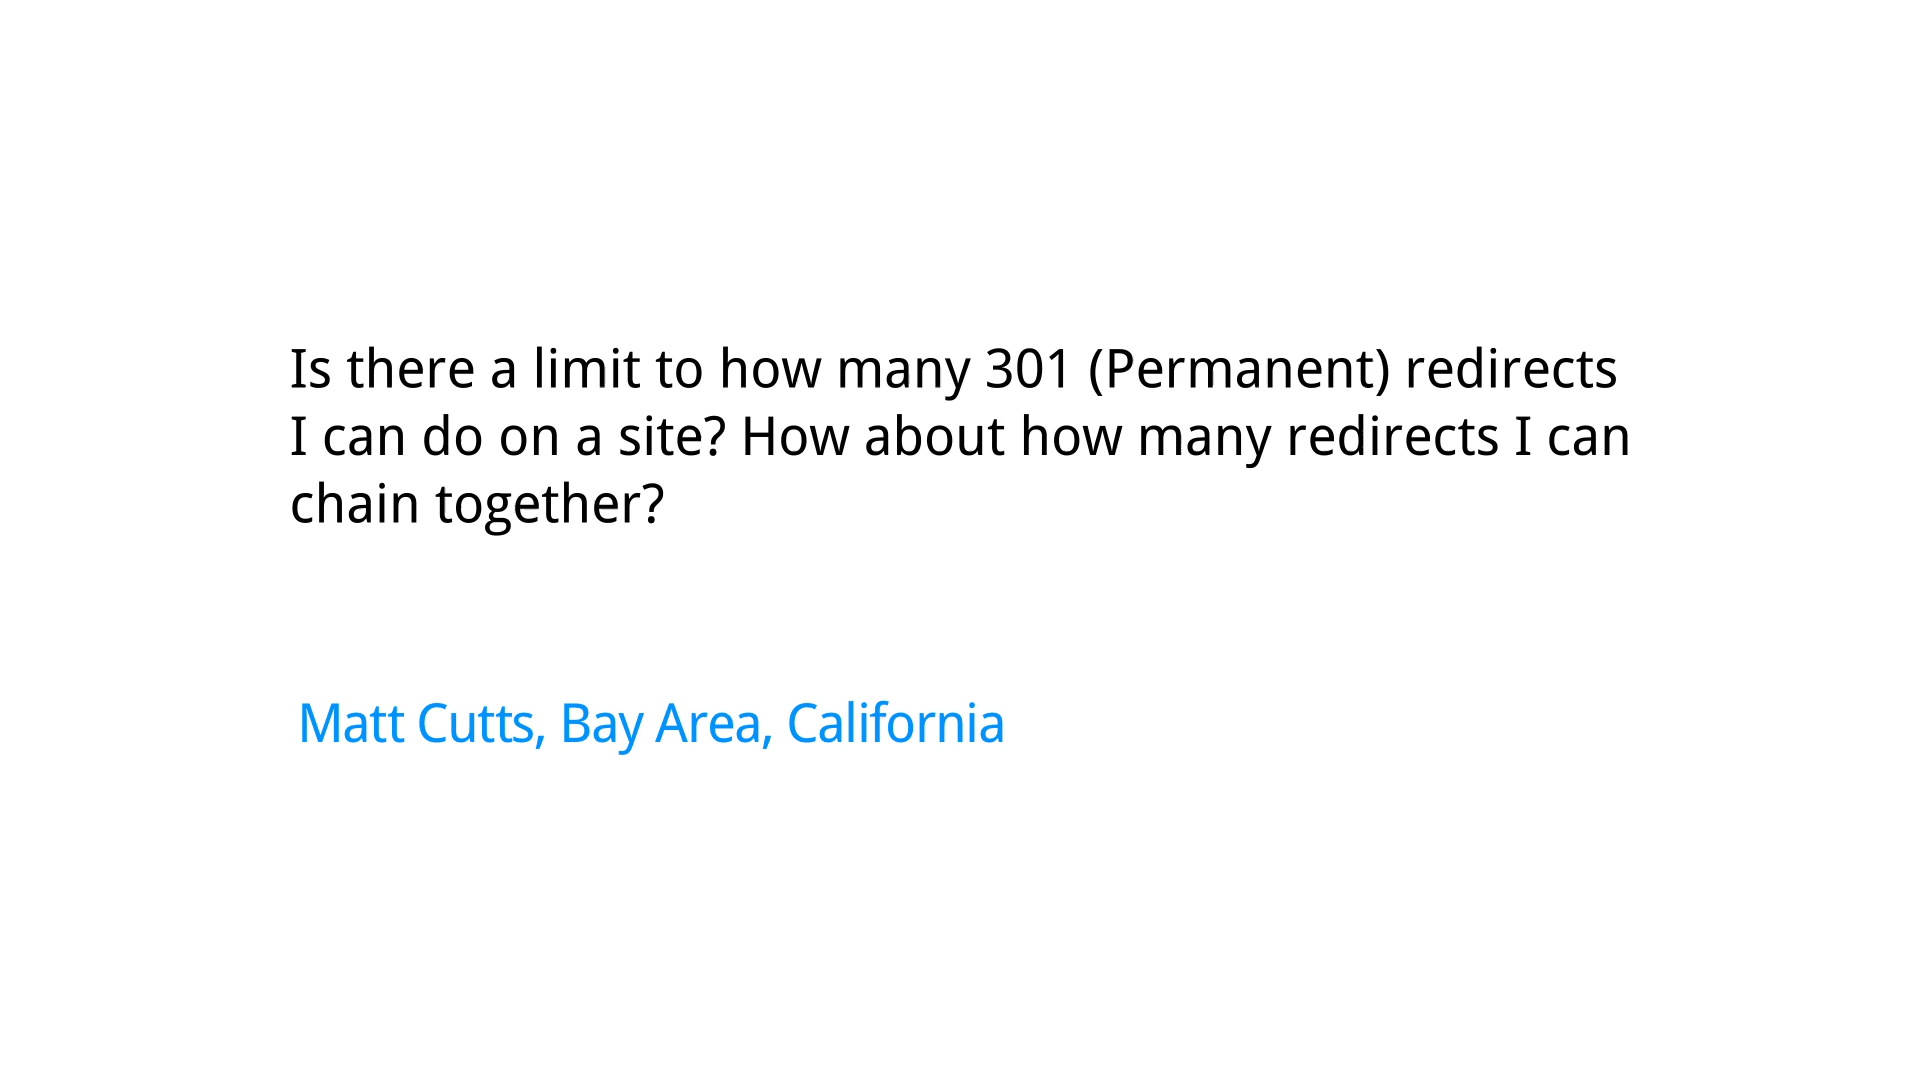 Is there a limit to how many 301 (Permanent) redirects
I can do on a site? How about how many redirects I can
chain together?
Matt Cutts, Bay Area, California